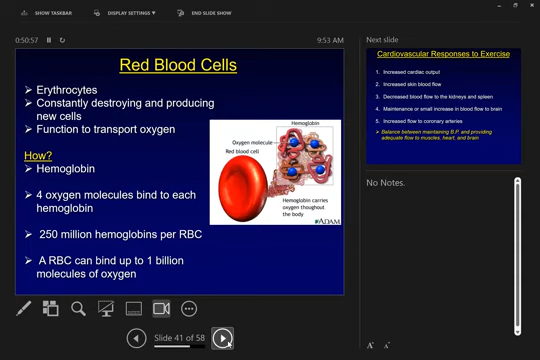 SHOW TASKBAR
DISPLAY SETTINGS ▾
END SLIDE SHOW
0:50:57
9:53 AM
Red Blood Cells
➢ Erythrocytes
➢ Constantly destroying and producing
new cells
➢ Function to transport oxygen
How?
➢ Hemoglobin
➢ 4 oxygen molecules bind to each
hemoglobin
➢ 250 million hemoglobins per RBC
➢ A RBC can bind up to 1 billion
molecules of oxygen
Hemoglobin
Oxygen molecule
Red blood cell
Hemoglobin carries
oxygen thoughout
the body
ADAM
Slide 41 of 58
Next slide
Cardiovascular Responses to Exercise
1. Increased cardiac output
2. Increased skin blood flow
3. Decreased blood flow to the kidneys and spleen
4. Maintenance or small increase in blood flow to brain
5. Increased flow to coronary arteries
➢ Balance between maintaining B.P. and providing
adequate flow to muscles, heart, and brain
No Notes.
A A